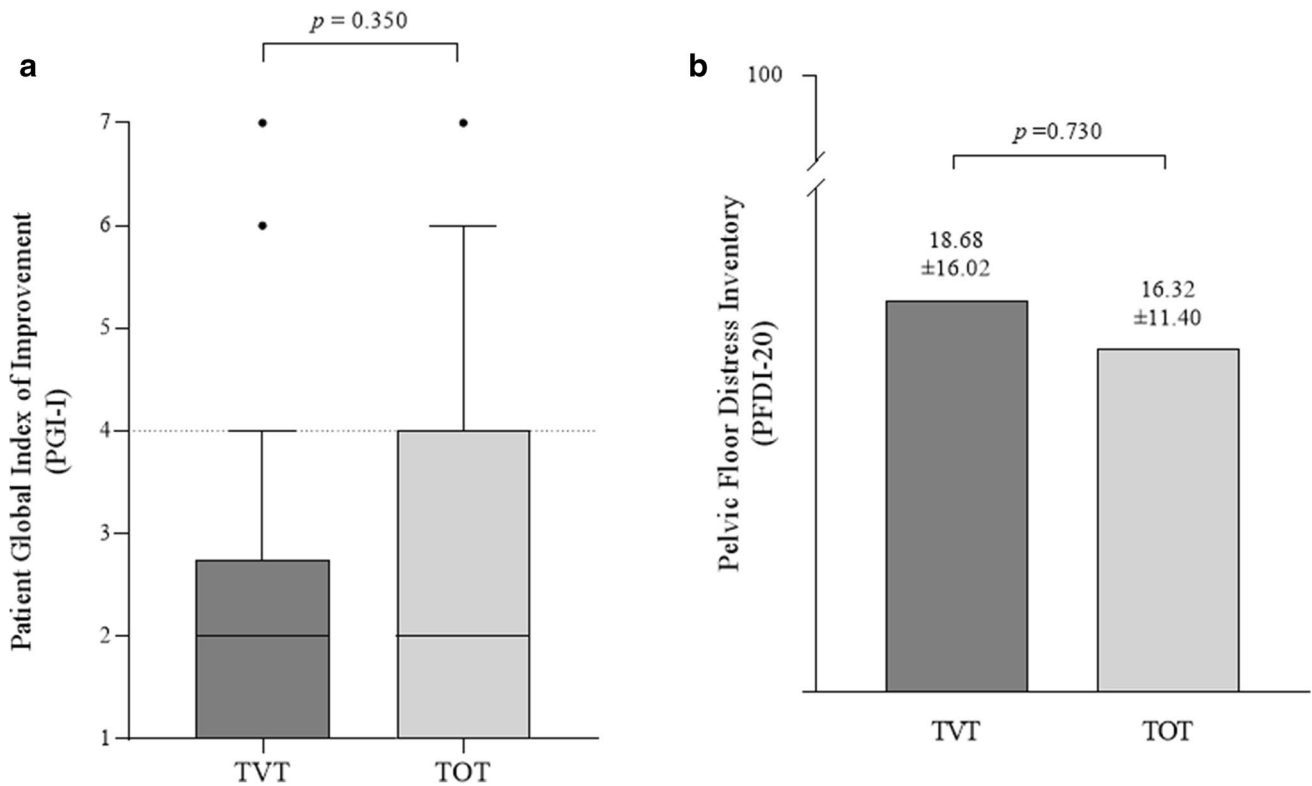 a
p = 0.350
Patient Global Index of Improvement
(PGI-I)
7
6
5
4
3
2
1
TVT
TOT
b
100
p =0.730
Pelvic Floor Distress Inventory
(PFDI-20)
18.68
±16.02
16.32
±11.40
TVT
TOT